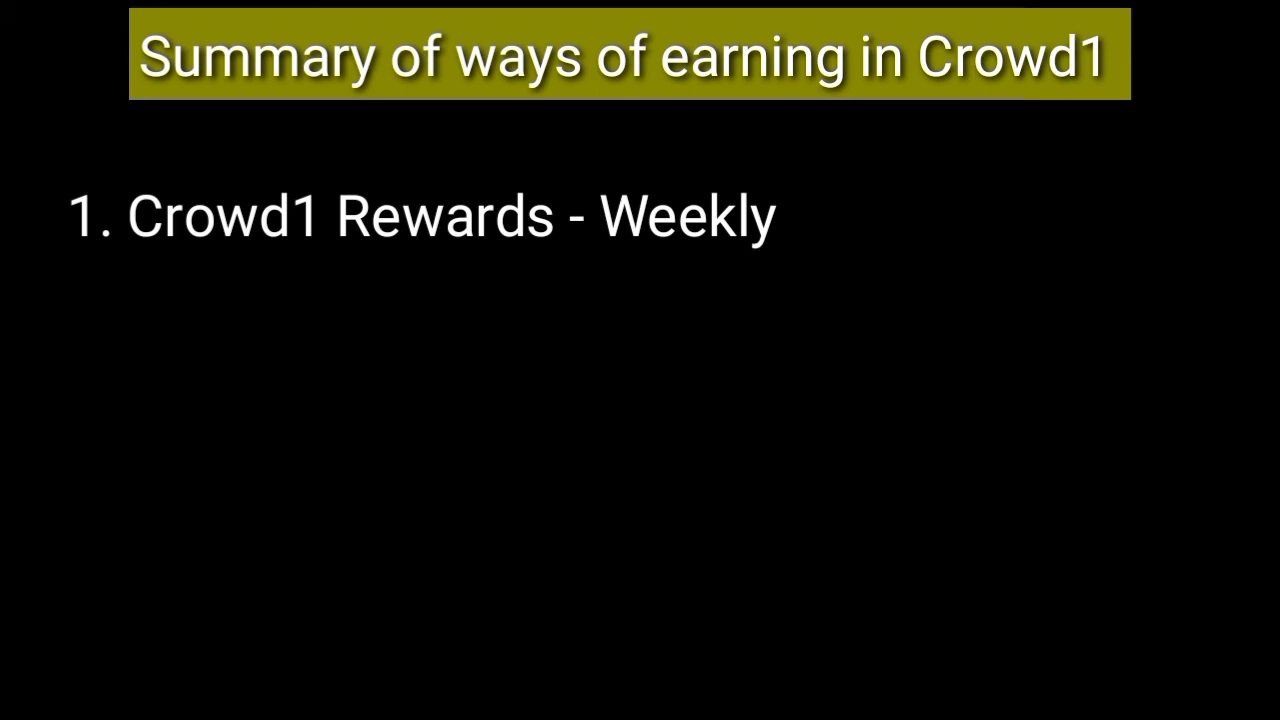 Summary of ways of earning in Crowd1
1. Crowd1 Rewards - Weekly